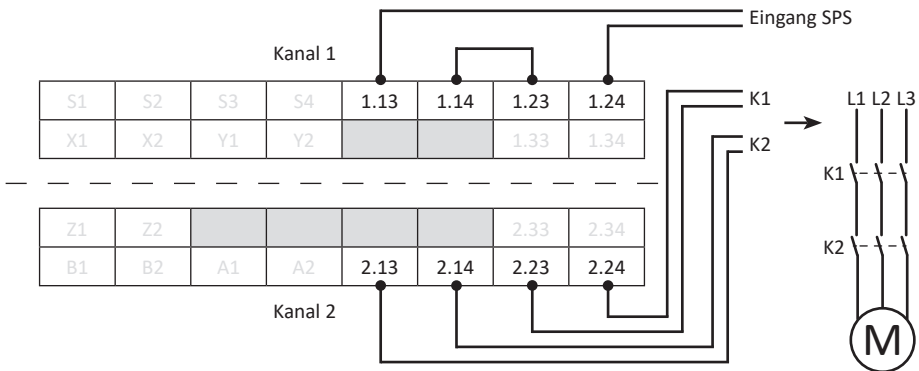 Eingang SPS
Kanal 1
S1 S2 S3 S4 1.13 1.14 1.23 1.24
X1 X2 Y1 Y2 1.33 1.34
K1
K2
L1 L2 L3
K1
K2
M
Z1 Z2 2.33 2.34
B1 B2 A1 A2 2.13 2.14 2.23 2.24
Kanal 2